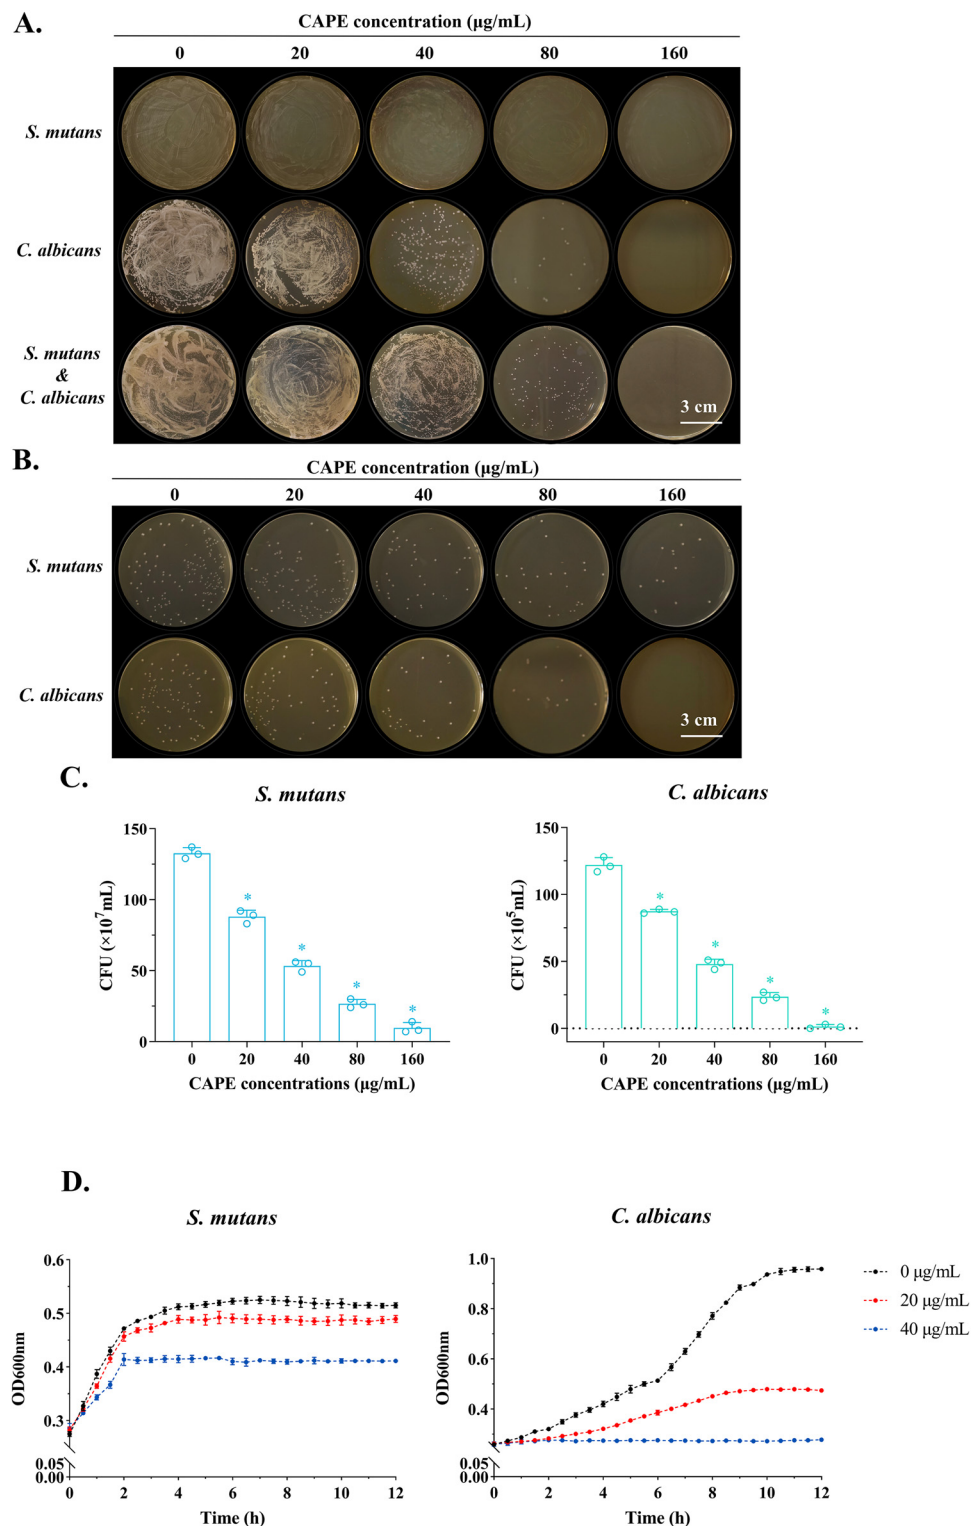 A.
CAPE concentration (μg/mL)
0 20 40 80 160
S. mutans
C. albicans
S. mutans
&
C. albicans
3 cm
B.
CAPE concentration (μg/mL)
0 20 40 80 160
S. mutans
C. albicans
3 cm
C.
S. mutans
CFU (×10⁷mL)
150
100
50
0
* * * *
0 20 40 80 160
CAPE concentrations (μg/mL)
C. albicans
CFU (×10⁵mL)
150
100
50
0
* * * *
0 20 40 80 160
CAPE concentrations (μg/mL)
D.
S. mutans
OD600nm
0.6
0.5
0.4
0.3
0.05
0.00
0 2 4 6 8 10 12
Time (h)
C. albicans
OD600nm
1.0
0.8
0.6
0.4
0.05
0.00
0 2 4 6 8 10 12
Time (h)
0 μg/mL
20 μg/mL
40 μg/mL